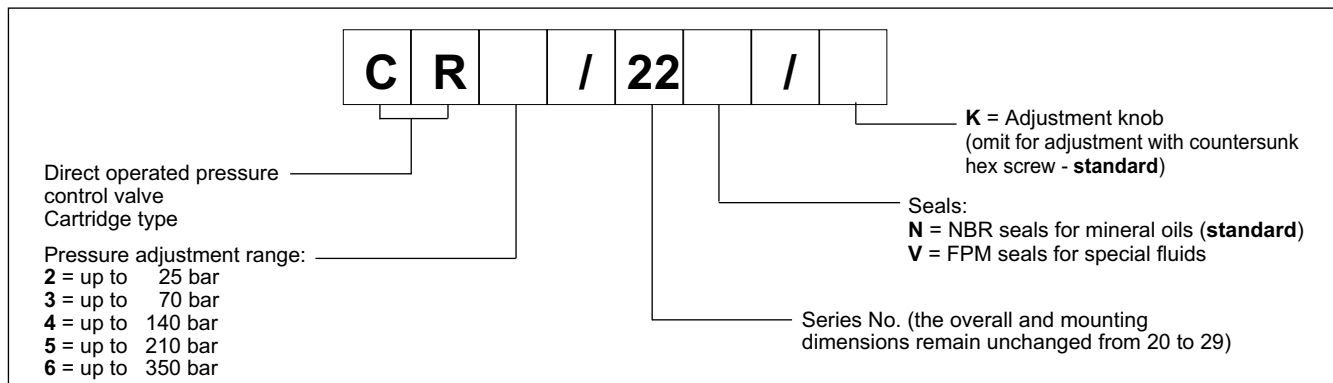 C R / 22 /
K = Adjustment knob
(omit for adjustment with countersunk
hex screw - standard)
Direct operated pressure
control valve
Cartridge type
Seals:
N = NBR seals for mineral oils (standard)
V = FPM seals for special fluids
Pressure adjustment range:
2 = up to 25 bar
3 = up to 70 bar
4 = up to 140 bar
5 = up to 210 bar
6 = up to 350 bar
Series No. (the overall and mounting
dimensions remain unchanged from 20 to 29)